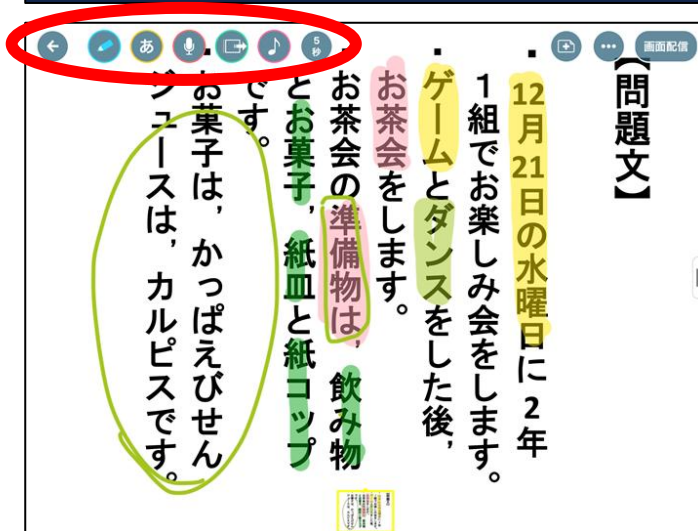 あ
5秒
画面配信
【問題文】
・12月21日の水曜日に2年
1組でお楽しみ会をします。
・ゲームとダンスをした後,
お茶会をします。
・お茶会の準備物は,飲み物
とお菓子,紙皿と紙コップ
です。
・お菓子は,かっぱえびせん
ジュースは,カルピスです。